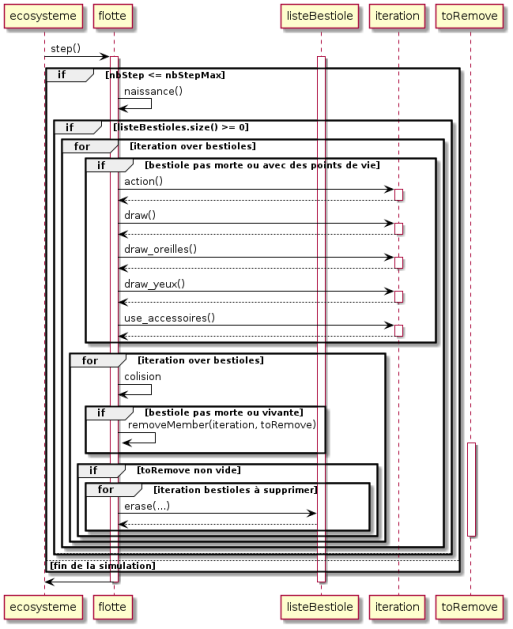 ecosysteme flotte listeBestiole iteration toRemove
step()
if [nbStep <= nbStepMax]
naissance()
if [listeBestioles.size() >= 0]
for [iteration over bestioles]
if [bestiole pas morte ou avec des points de vie]
action()
draw()
draw_oreilles()
draw_yeux()
use_accessoires()
for [iteration over bestioles]
colision
if [bestiole pas morte ou vivante]
removeMember(iteration, toRemove)
if [toRemove non vide]
for [iteration bestioles à supprimer]
erase(...)
[fin de la simulation]
ecosysteme flotte listeBestiole iteration toRemove